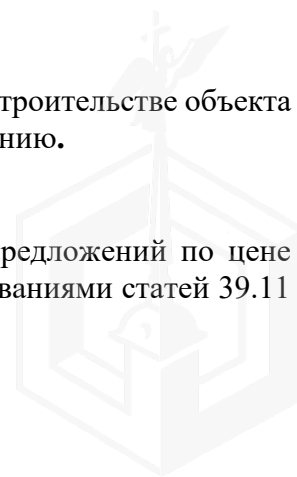 троительстве объекта
нию.
редложений по цене
ваниями статей 39.11